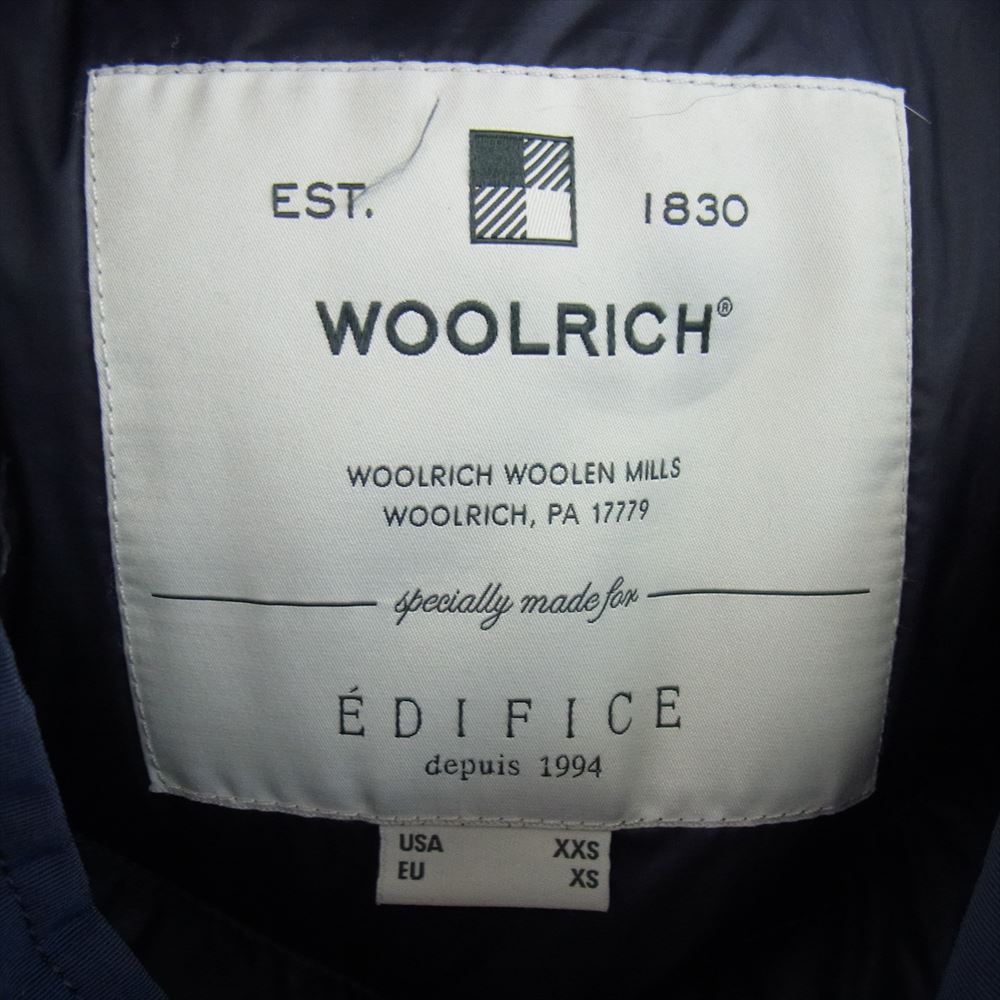 EST. 1830
WOOLRICH®
WOOLRICH WOOLEN MILLS
WOOLRICH, PA 17779
specially made for
ÉDIFICE
depuis 1994
USA XXS
EU XS